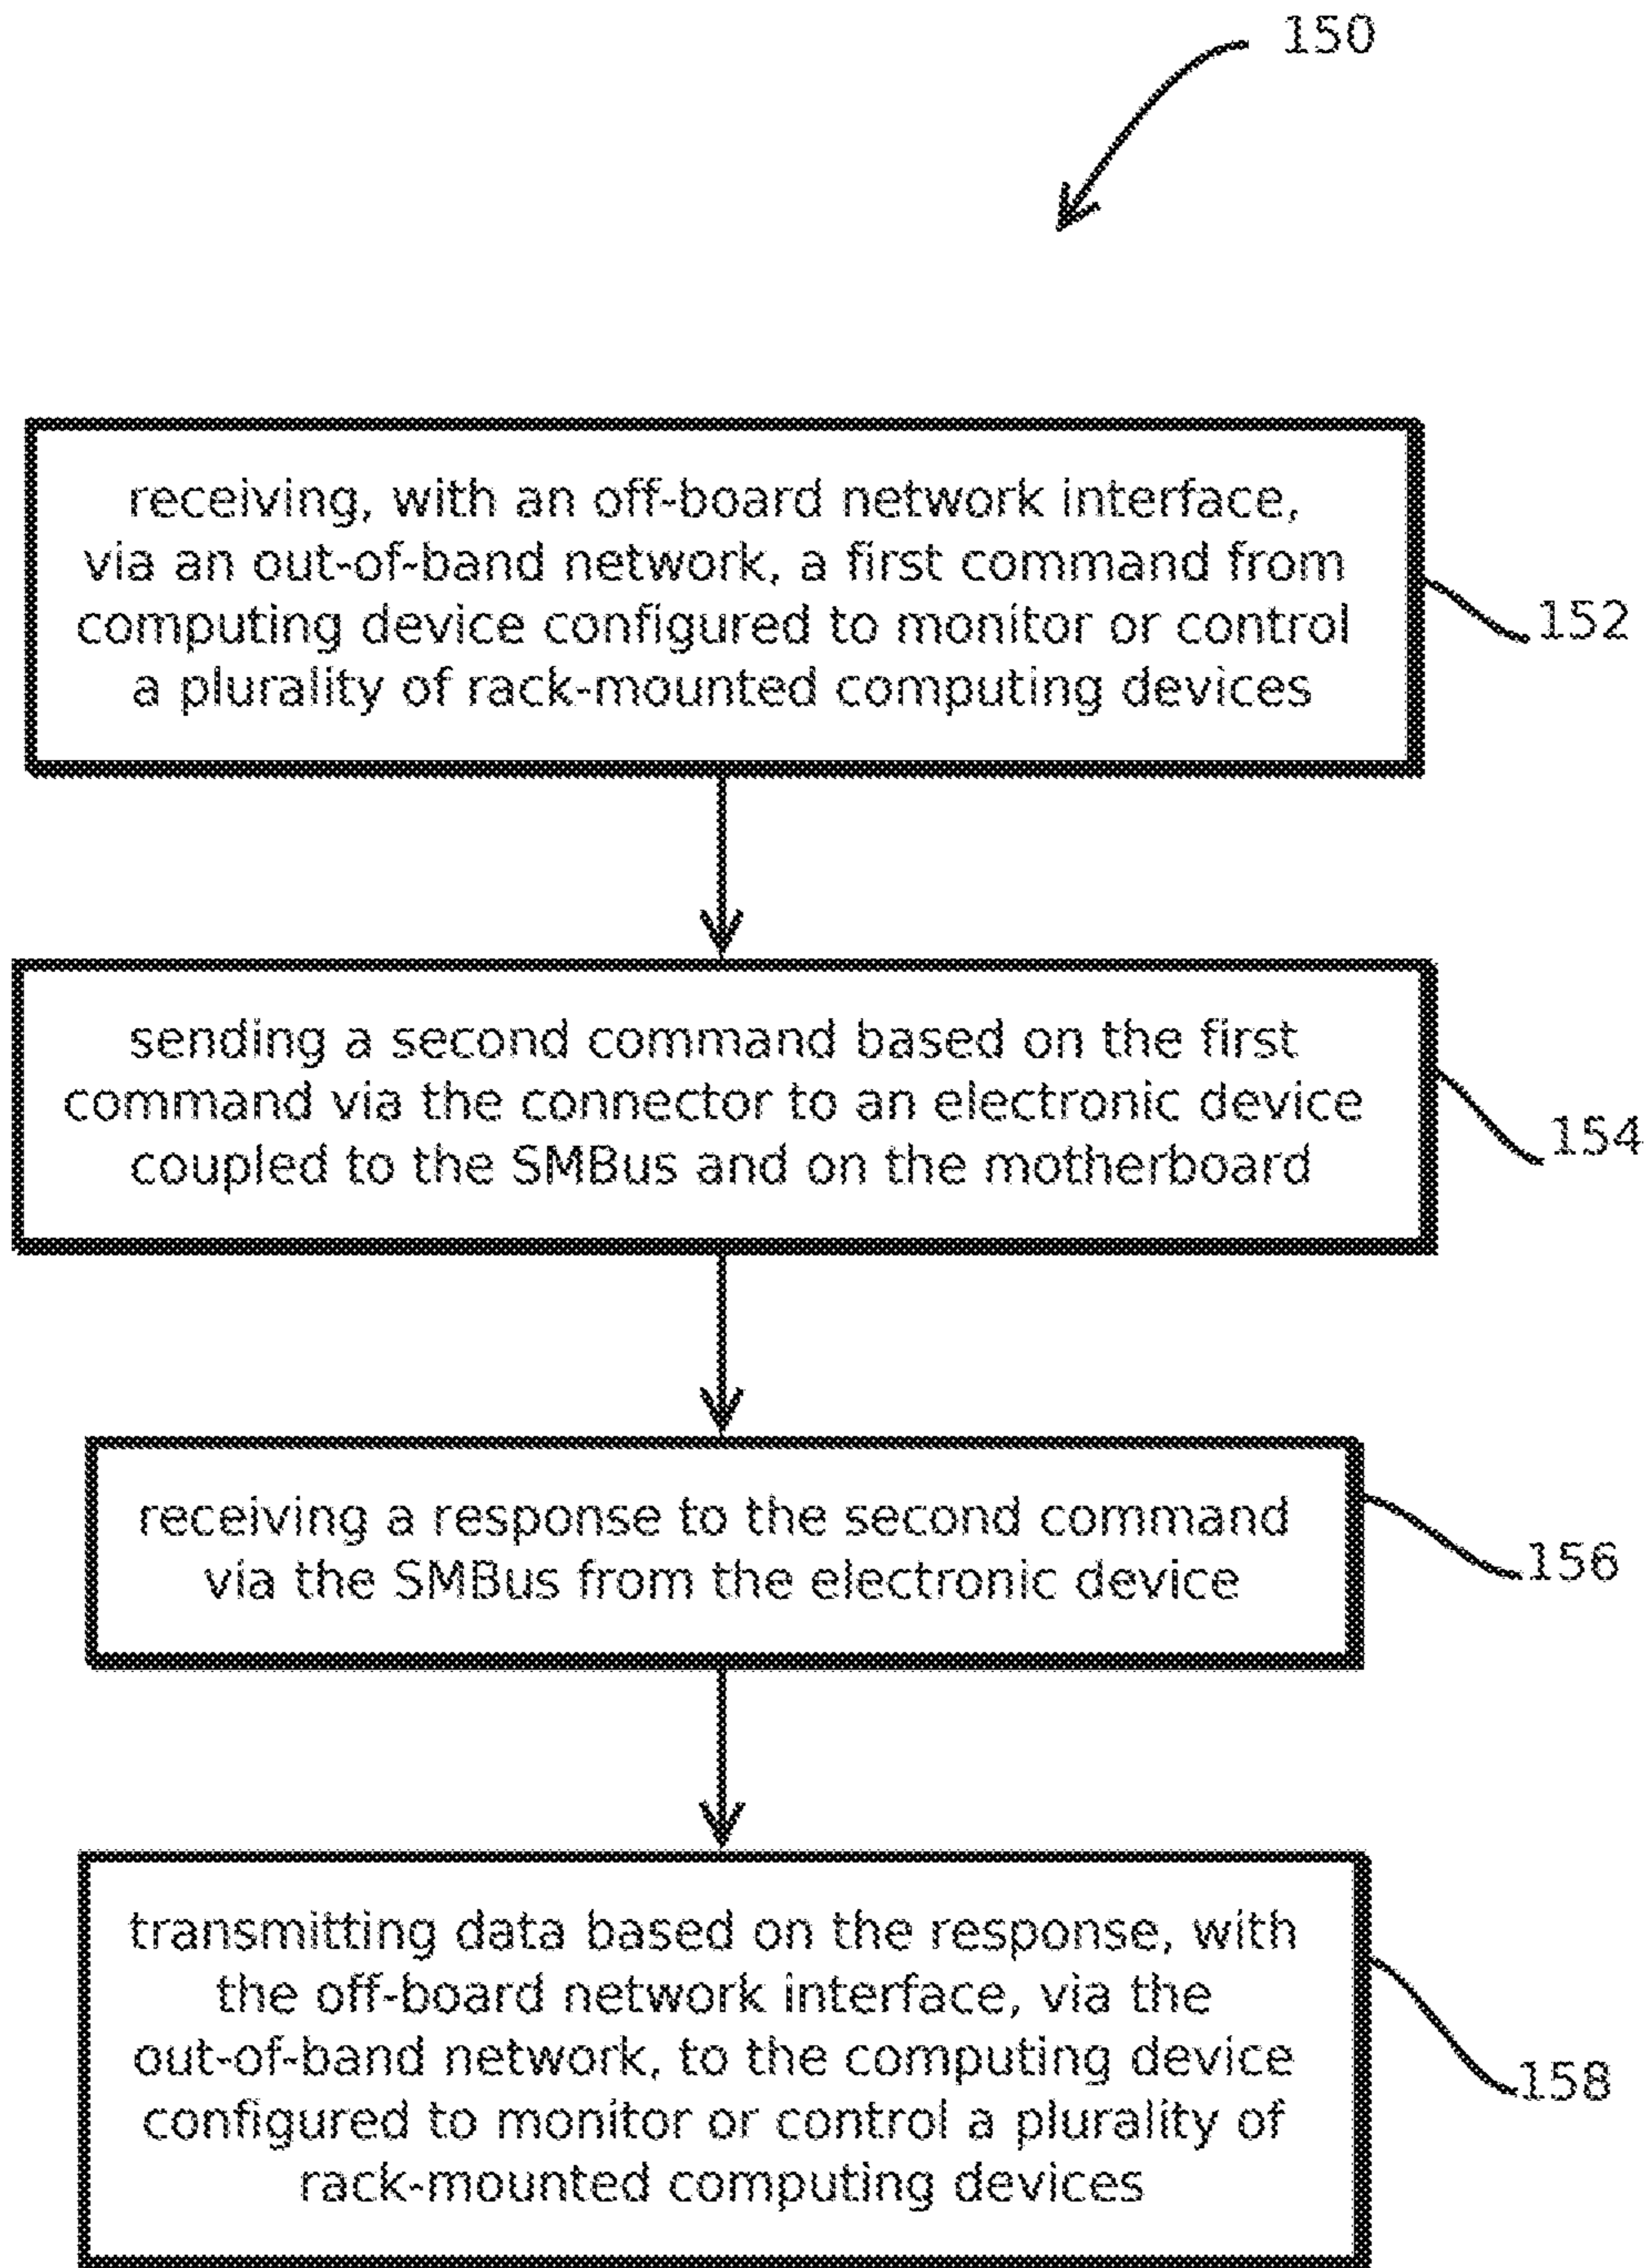 150
receiving, with an off-board network interface,
via an out-of-band network, a first command from
computing device configured to monitor or control
a plurality of rack-mounted computing devices
152
sending a second command based on the first
command via the connector to an electronic device
coupled to the SMBus and on the motherboard
154
receiving a response to the second command
via the SMBus from the electronic device
156
transmitting data based on the response, with
the off-board network interface, via the
out-of-band network, to the computing device
configured to monitor or control a plurality of
rack-mounted computing devices
158